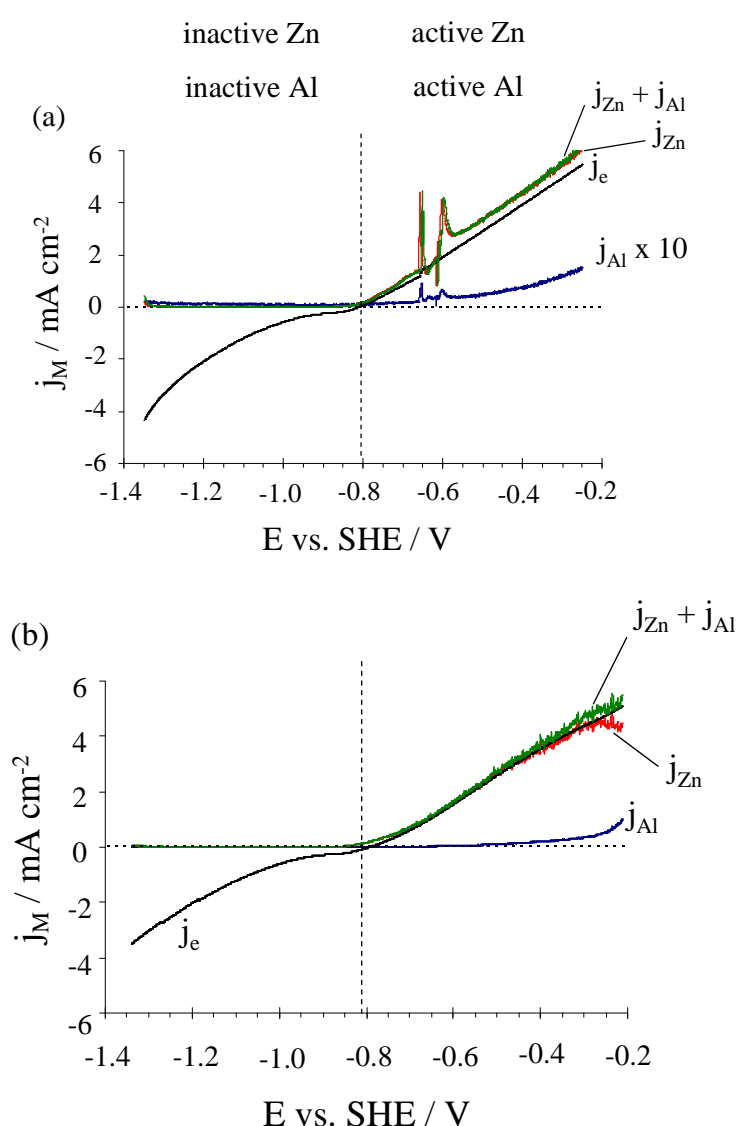 inactive Zn active Zn
inactive Al active Al
(a)
j_Zn + j_Al
j_Zn
j_e
j_Al x 10
6
4
2
0
-2
-4
-6
j_M / mA cm^-2
-1.4 -1.2 -1.0 -0.8 -0.6 -0.4 -0.2
E vs. SHE / V
(b)
j_Zn + j_Al
j_Zn
j_Al
j_e
6
4
2
0
-2
-4
-6
j_M / mA cm^-2
-1.4 -1.2 -1.0 -0.8 -0.6 -0.4 -0.2
E vs. SHE / V